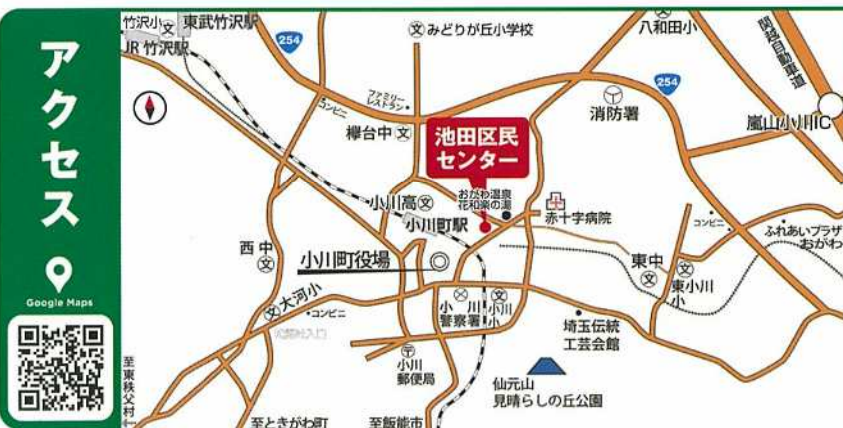 アクセス
Google Maps
竹沢小
東武竹沢駅
JR 竹沢駅
254
みどりが丘小学校
八和田小
関越自動車道
コンビニ
ファミリー
レストラン
254
消防署
嵐山小川IC
欅台中
池田区民
センター
小川高
小川町駅
おがわ温泉
花和楽の湯
赤十字病院
コンビニ
ふれあいプラザ
おがわ
西中
小川町役場
東中
東小川
小
大河小
コンビニ
小川
警察署
小川
小
埼玉伝統
工芸会館
小川
郵便局
仙元山
見晴らしの丘公園
至東秩父村
至ときがわ町
至飯能市